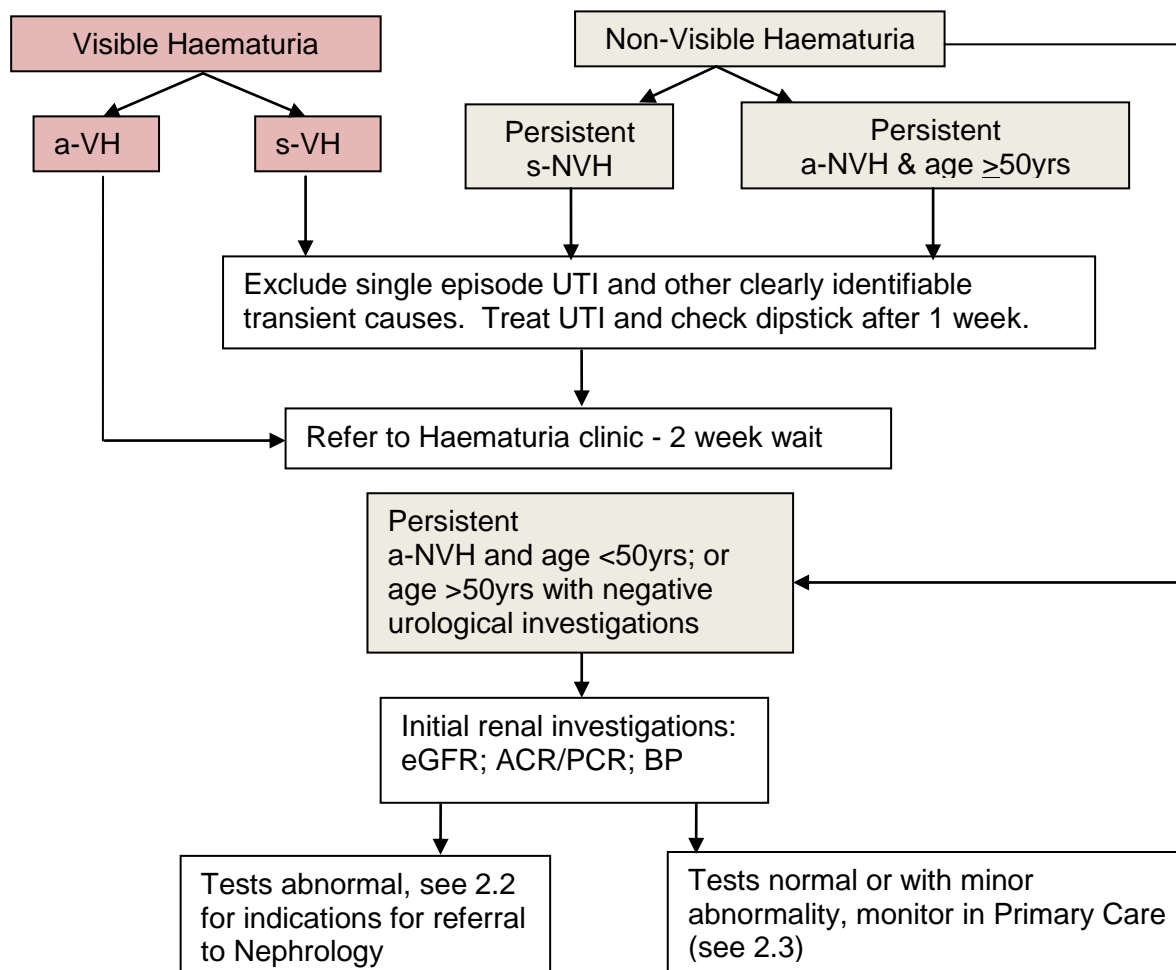 Visible Haematuria
Non-Visible Haematuria
a-VH
s-VH
Persistent
s-NVH
Persistent
a-NVH & age ≥50yrs
Exclude single episode UTI and other clearly identifiable
transient causes.  Treat UTI and check dipstick after 1 week.
Refer to Haematuria clinic - 2 week wait
Persistent
a-NVH and age <50yrs; or
age >50yrs with negative
urological investigations
Initial renal investigations:
eGFR; ACR/PCR; BP
Tests abnormal, see 2.2
for indications for referral
to Nephrology
Tests normal or with minor
abnormality, monitor in Primary Care
(see 2.3)